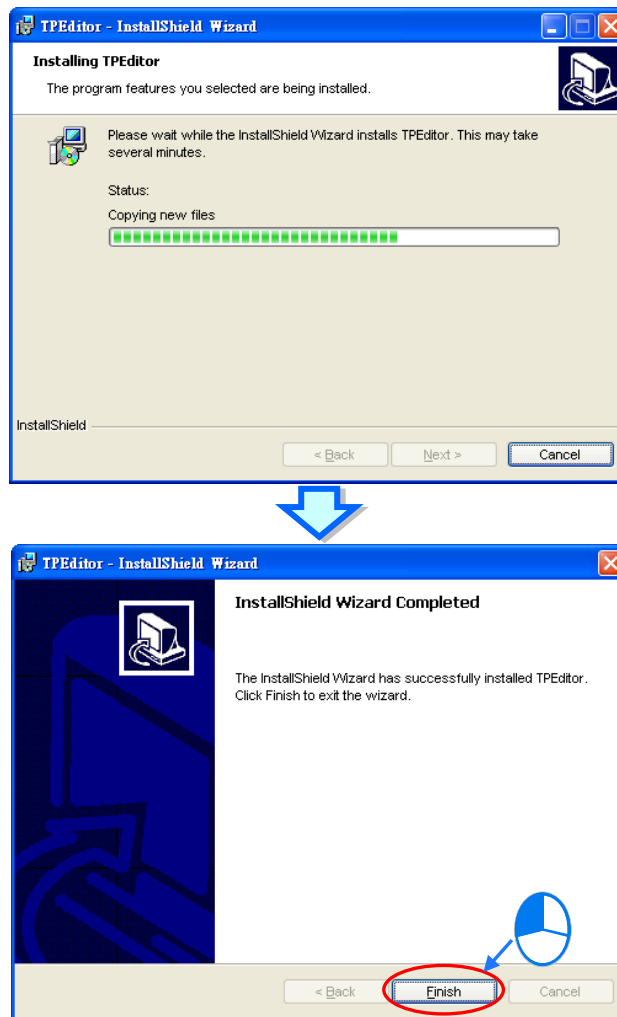 TPEditor - InstallShield Wizard
Installing TPEditor
The program features you selected are being installed.
Please wait while the InstallShield Wizard installs TPEditor. This may take
several minutes.
Status:
Copying new files
InstallShield
< Back Next > Cancel
TPEditor - InstallShield Wizard
InstallShield Wizard Completed
The InstallShield Wizard has successfully installed TPEditor.
Click Finish to exit the wizard.
< Back Finish Cancel